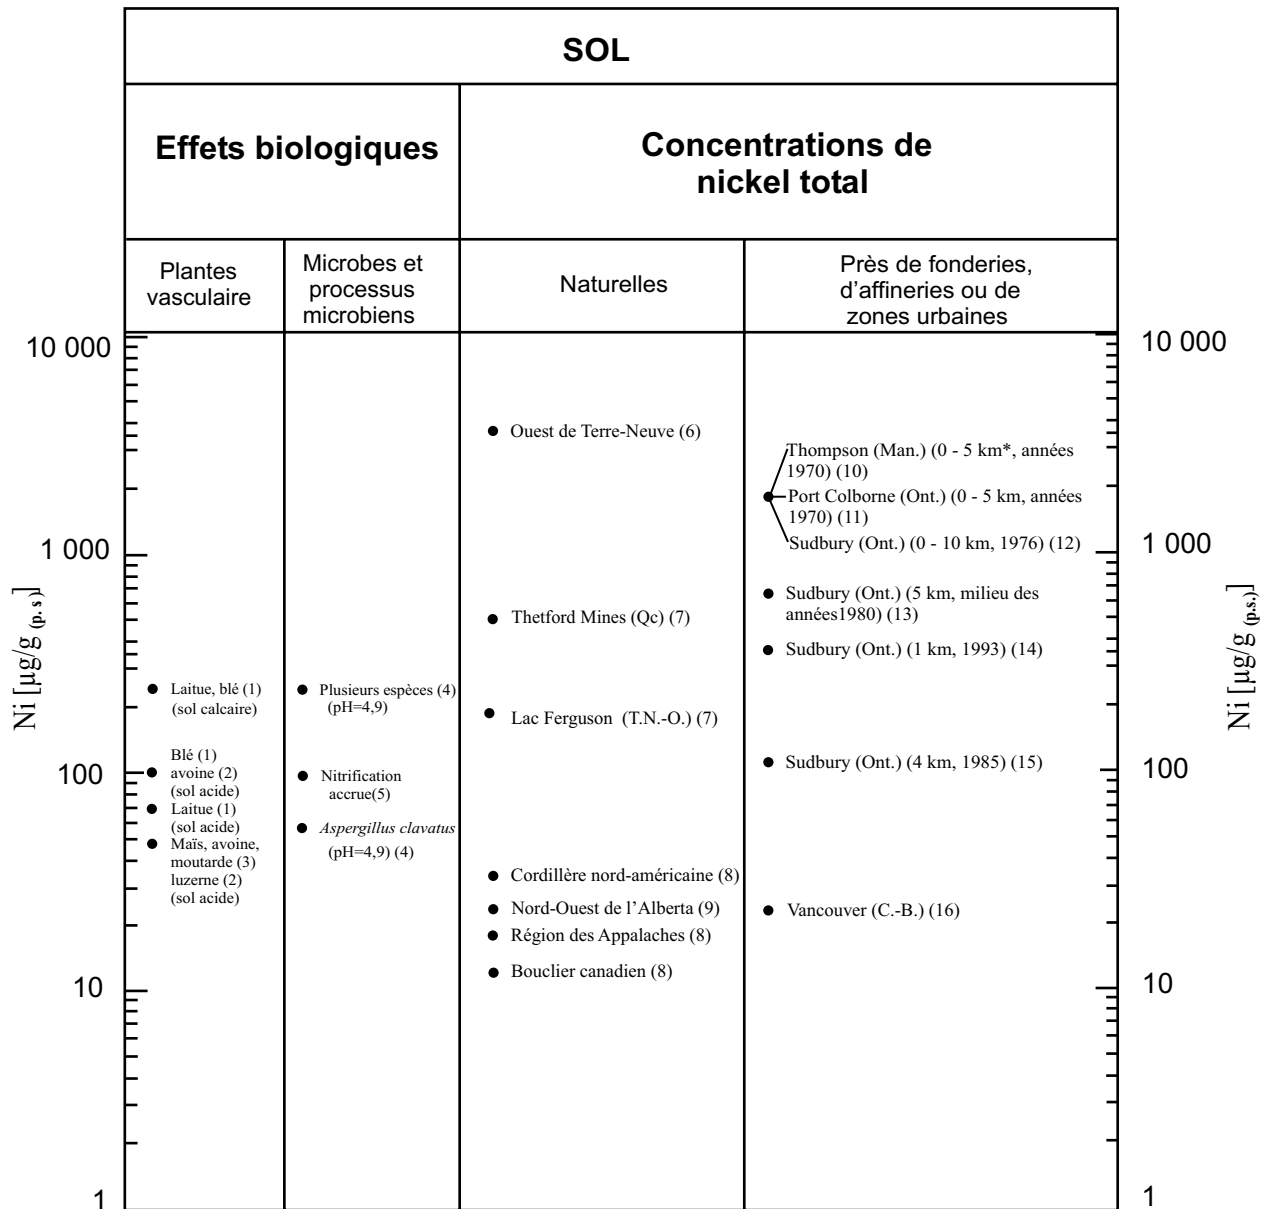 SOL
Effets biologiques
Concentrations de
nickel total
Plantes
vasculaire
Microbes et
processus
microbiens
Naturelles
Près de fonderies,
d'affineries ou de
zones urbaines
Ni [µg/g (p. s)]
10 000
1 000
100
10
1
Laitue, blé (1)
(sol calcaire)
Blé (1)
avoine (2)
(sol acide)
Laitue (1)
(sol acide)
Maïs, avoine,
moutarde (3)
luzerne (2)
(sol acide)
Plusieurs espèces (4)
(pH=4,9)
Nitrification
accrue(5)
Aspergillus clavatus
(pH=4,9) (4)
Ouest de Terre-Neuve (6)
Thetford Mines (Qc) (7)
Lac Ferguson (T.N.-O.) (7)
Cordillère nord-américaine (8)
Nord-Ouest de l'Alberta (9)
Région des Appalaches (8)
Bouclier canadien (8)
Thompson (Man.) (0 - 5 km*, années
1970) (10)
Port Colborne (Ont.) (0 - 5 km, années
1970) (11)
Sudbury (Ont.) (0 - 10 km, 1976) (12)
Sudbury (Ont.) (5 km, milieu des
années1980) (13)
Sudbury (Ont.) (1 km, 1993) (14)
Sudbury (Ont.) (4 km, 1985) (15)
Vancouver (C.-B.) (16)
10 000
1 000
100
10
1
Ni [µg/g (p.s.)]